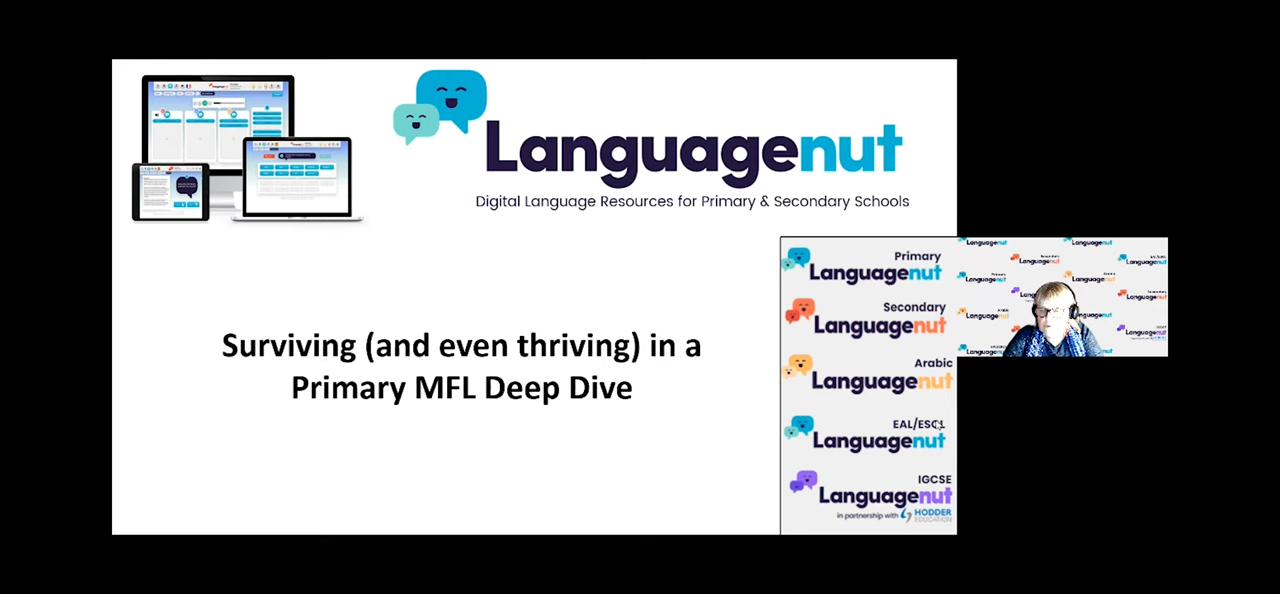 Languagenut
Digital Language Resources for Primary & Secondary Schools
Surviving (and even thriving) in a
Primary MFL Deep Dive
Primary
Languagenut
Secondary
Languagenut
Arabic
Languagenut
EAL/ESOL
Languagenut
IGCSE
Languagenut
in partnership with HODDER
EDUCATION